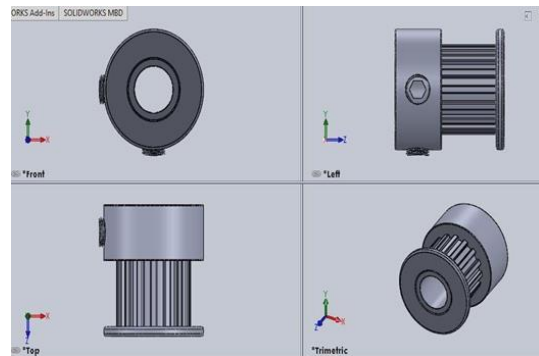 ORKS Add-Ins SOLIDWORKS MBD
Y
X
*Front
Y
Z
*Left
X
Z
*Top
Y
X
Z
*Trimetric